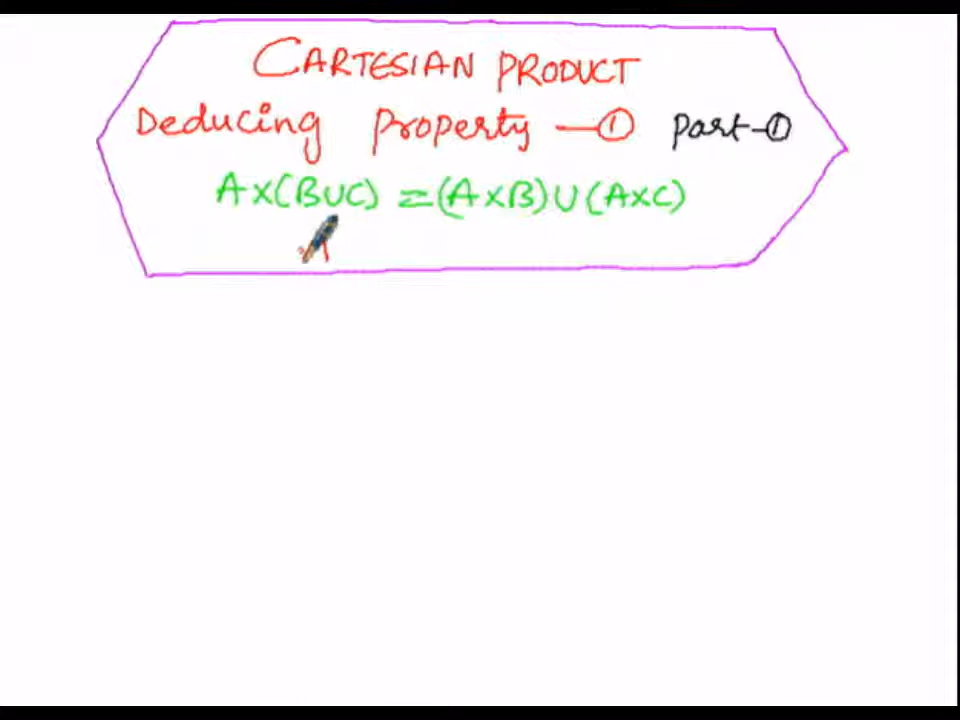 CARTESIAN PRODUCT
Deducing Property —① Part-①
A×(B∪C) = (A×B)∪(A×C)